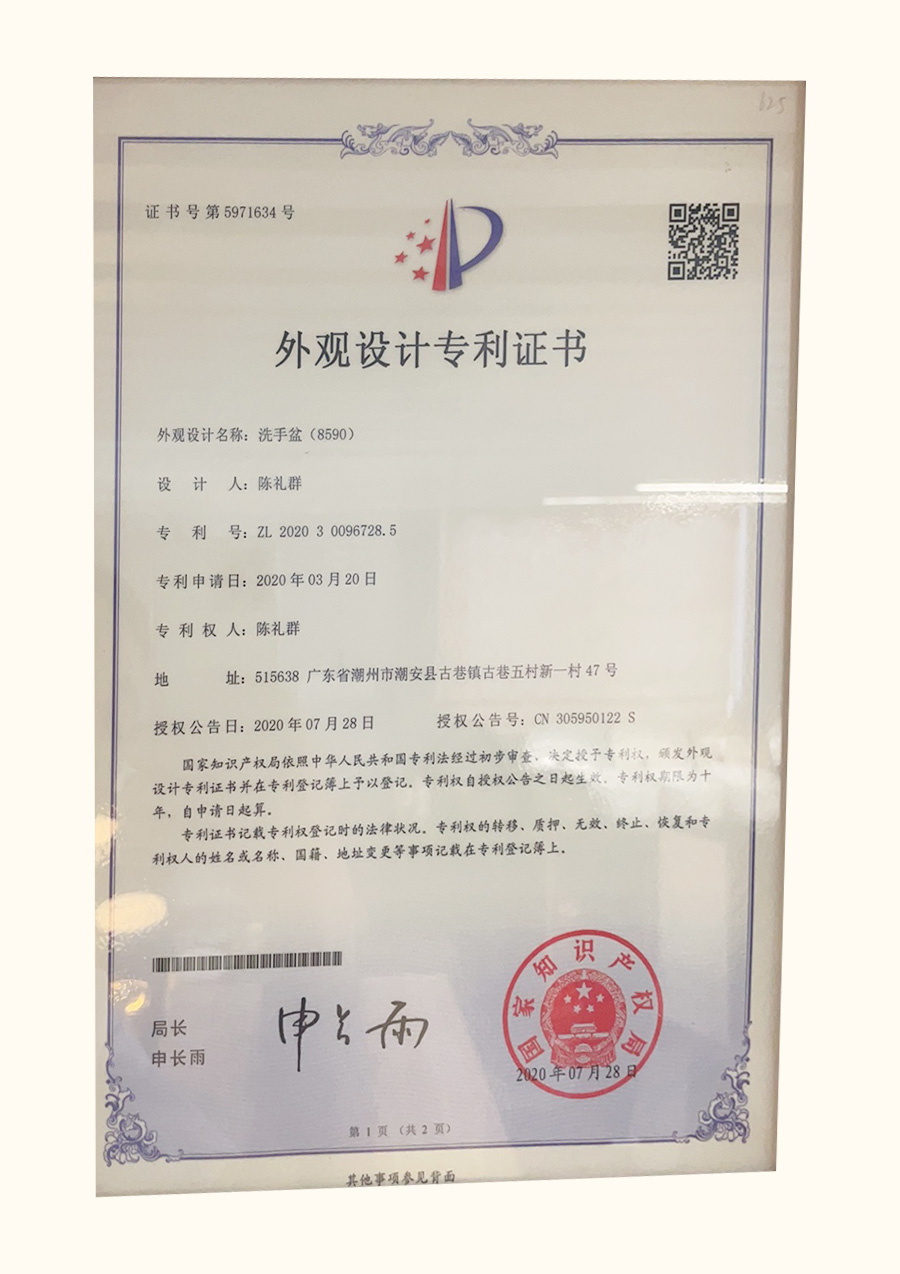 125
证书号第5971634号
外观设计专利证书
外观设计名称：洗手盆（8590）
设计人：陈礼群
专利号：ZL 2020 3 0096728.5
专利申请日：2020年03月20日
专利权人：陈礼群
地址：515638 广东省潮州市潮安县古巷镇古巷五村新一村47号
授权公告日：2020年07月28日 授权公告号：CN 305950122 S
国家知识产权局依照中华人民共和国专利法经过初步审查，决定授予专利权，颁发外观
设计专利证书并在专利登记簿上予以登记。专利权自授权公告之日起生效。专利权期限为十
年，自申请日起算。
专利证书记载专利权登记时的法律状况。专利权的转移、质押、无效、终止、恢复和专
利权人的姓名或名称、国籍、地址变更等事项记载在专利登记簿上。
局长
申长雨
申长雨
国家知识产权局
2020年07月28日
第1页（共2页）
其他事项参见背面